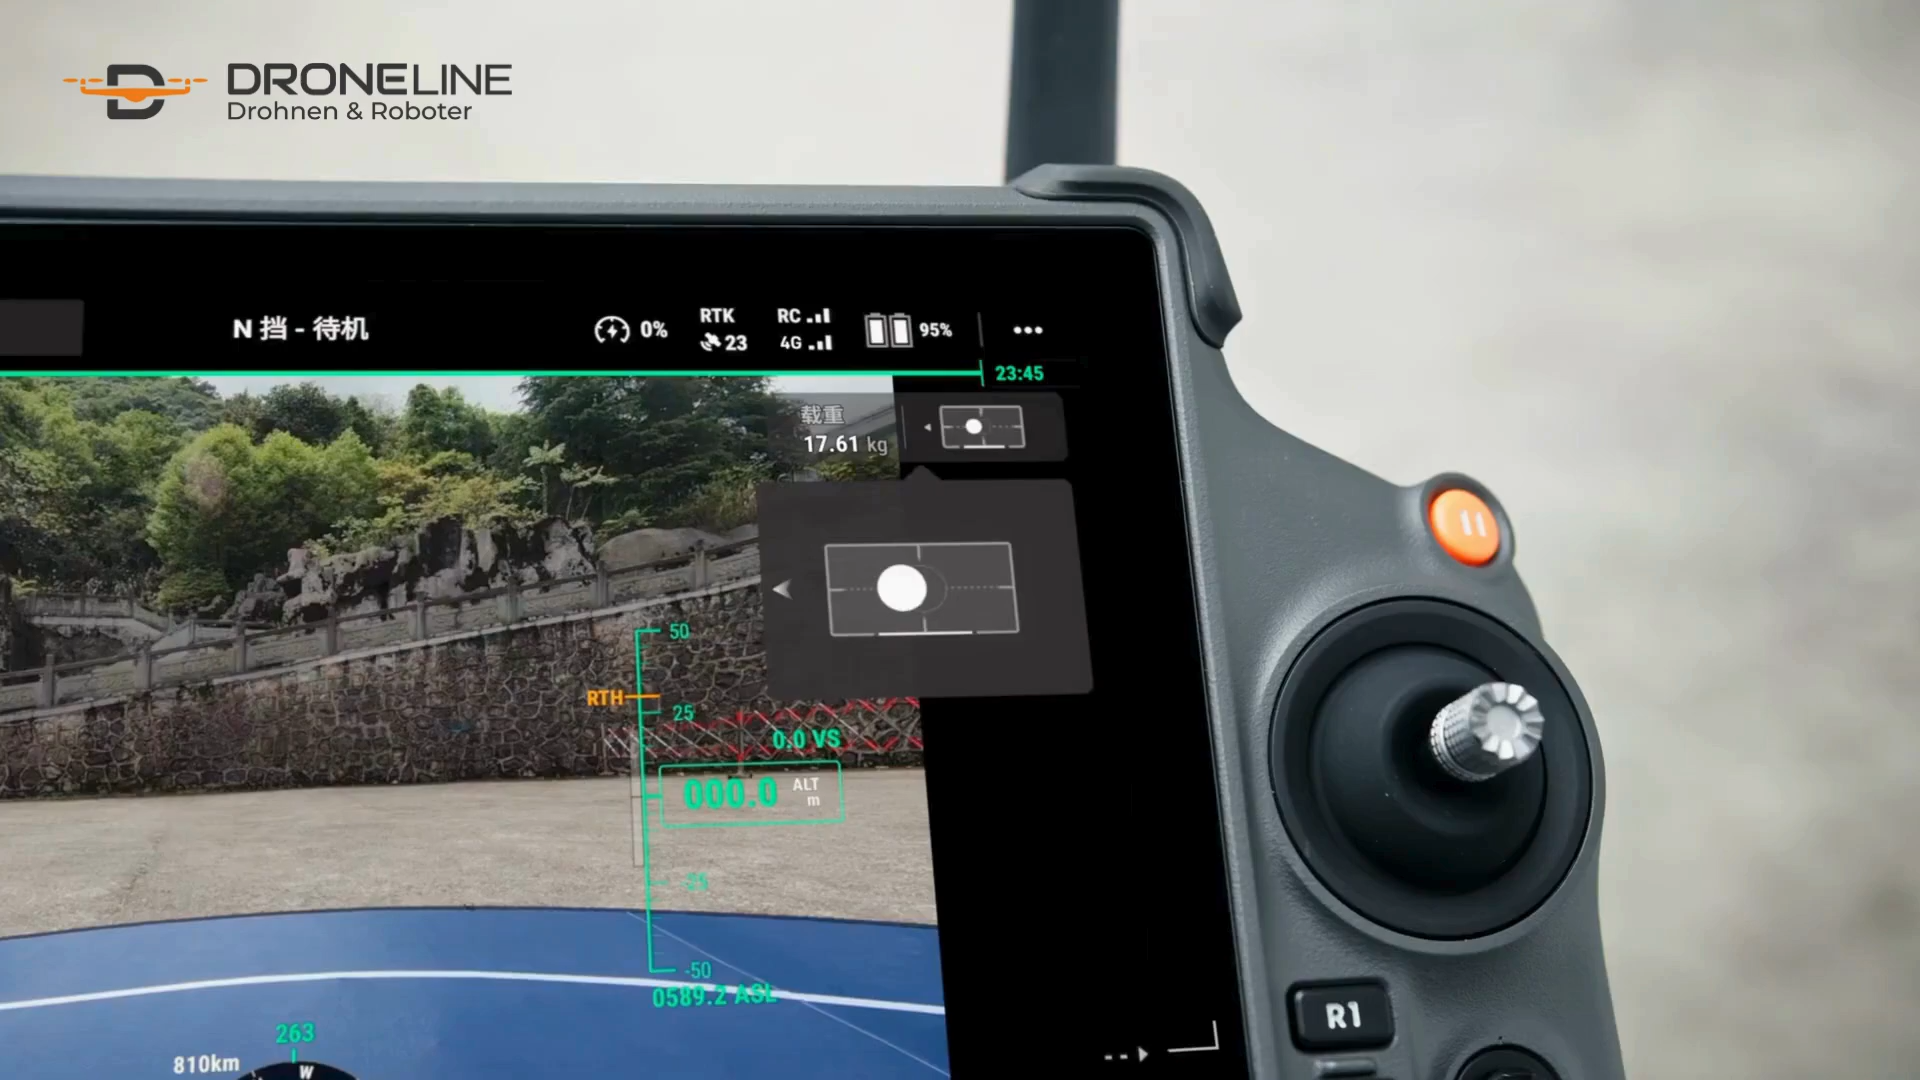 DRONELINE
Drohnen & Roboter
N 挡 - 待机
0%
RTK
23
RC
4G
95%
23:45
载重
17.61 kg
50
RTH
25
0.0 VS
000.0 ALT m
-25
-50
0589.2 ASL
263
810km
W
R1